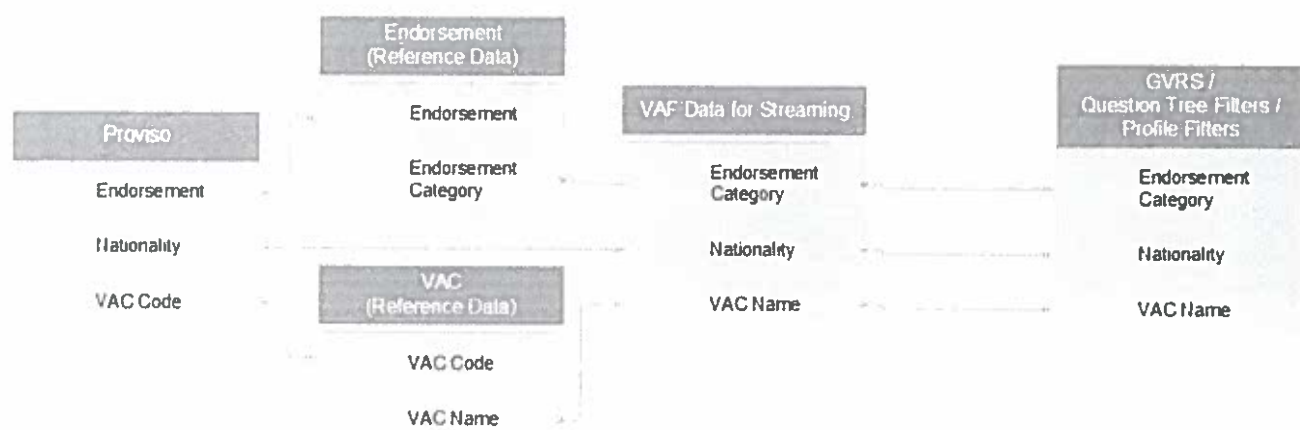 Proviso
Endorsement
Nationality
VAC Code
Endorsement
(Reference Data)
Endorsement
Endorsement
Category
VAC
(Reference Data)
VAC Code
VAC Name
VAF Data for Streaming
Endorsement
Category
Nationality
VAC Name
GVRS /
Question Tree Filters /
Profile Filters
Endorsement
Category
Nationality
VAC Name